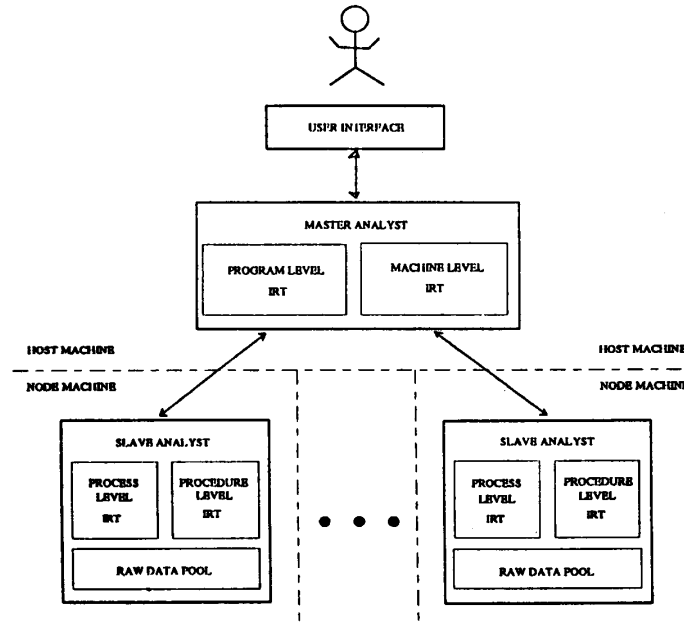 USER INTERFACE
MASTER ANALYST
PROGRAM LEVEL
IRT
MACHINE LEVEL
IRT
HOST MACHINE
HOST MACHINE
NODE MACHINE
NODE MACHINE
SLAVE ANALYST
PROCESS
LEVEL
IRT
PROCEDURE
LEVEL
IRT
RAW DATA POOL
SLAVE ANALYST
PROCESS
LEVEL
IRT
PROCEDURE
LEVEL
IRT
RAW DATA POOL